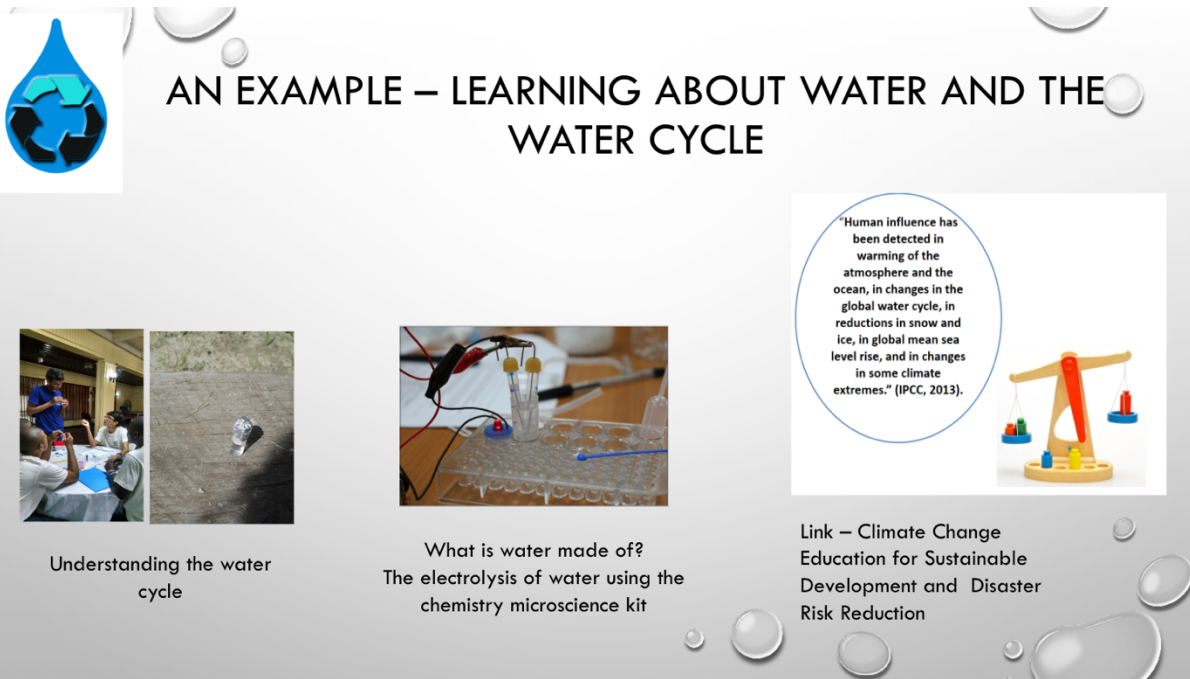 AN EXAMPLE – LEARNING ABOUT WATER AND THE
WATER CYCLE
Understanding the water
cycle
What is water made of?
The electrolysis of water using the
chemistry microscience kit
“Human influence has
been detected in
warming of the
atmosphere and the
ocean, in changes in the
global water cycle, in
reductions in snow and
ice, in global mean sea
level rise, and in changes
in some climate
extremes.” (IPCC, 2013).
Link – Climate Change
Education for Sustainable
Development and  Disaster
Risk Reduction